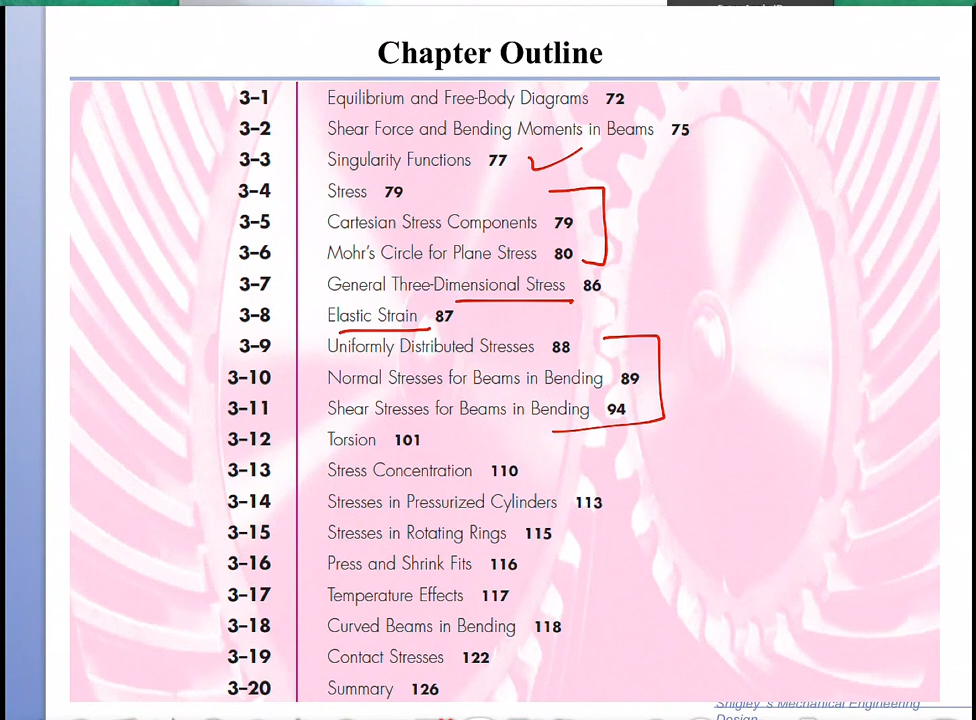 Chapter Outline
3–1 Equilibrium and Free-Body Diagrams 72
3–2 Shear Force and Bending Moments in Beams 75
3–3 Singularity Functions 77
3–4 Stress 79
3–5 Cartesian Stress Components 79
3–6 Mohr's Circle for Plane Stress 80
3–7 General Three-Dimensional Stress 86
3–8 Elastic Strain 87
3–9 Uniformly Distributed Stresses 88
3–10 Normal Stresses for Beams in Bending 89
3–11 Shear Stresses for Beams in Bending 94
3–12 Torsion 101
3–13 Stress Concentration 110
3–14 Stresses in Pressurized Cylinders 113
3–15 Stresses in Rotating Rings 115
3–16 Press and Shrink Fits 116
3–17 Temperature Effects 117
3–18 Curved Beams in Bending 118
3–19 Contact Stresses 122
3–20 Summary 126
Shigley's Mechanical Engineering
Design